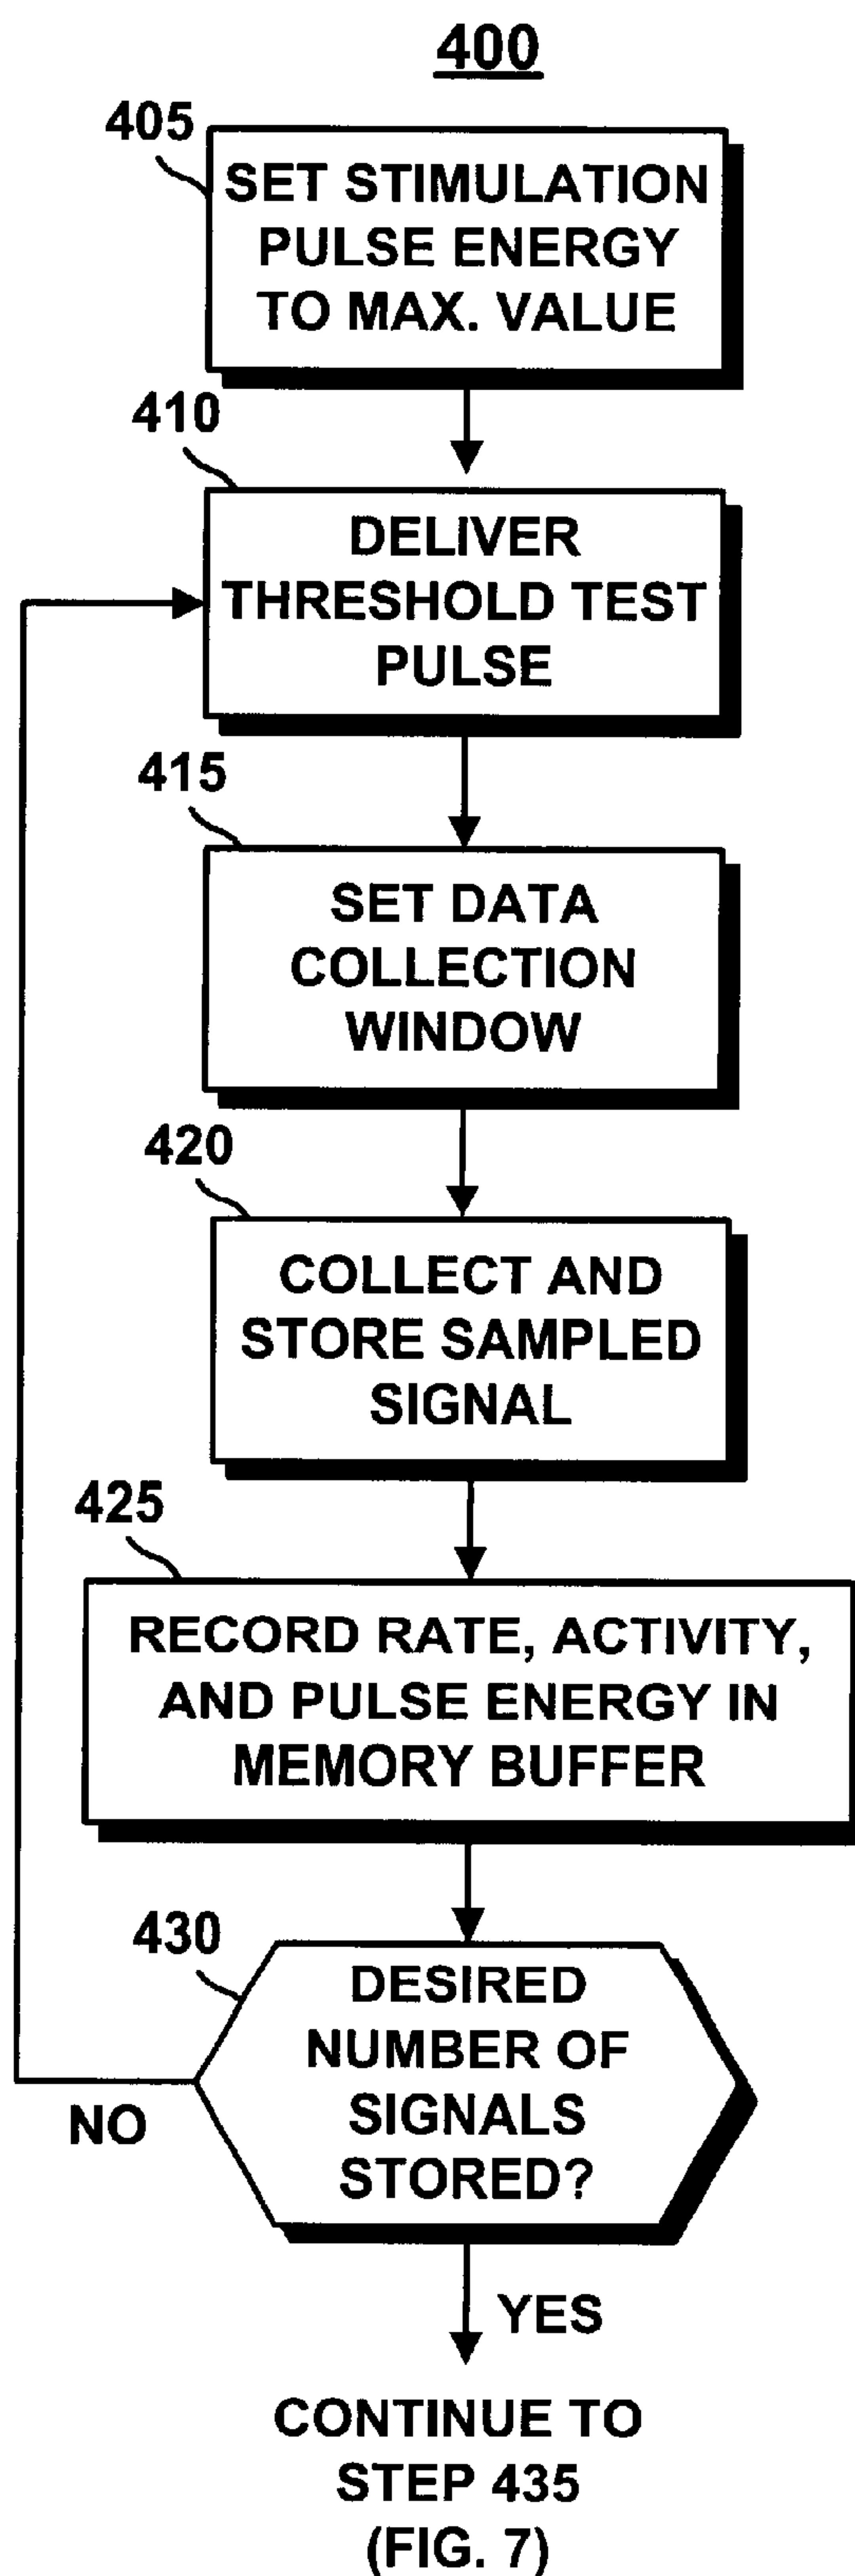 400
405
SET STIMULATION
PULSE ENERGY
TO MAX. VALUE
410
DELIVER
THRESHOLD TEST
PULSE
415
SET DATA
COLLECTION
WINDOW
420
COLLECT AND
STORE SAMPLED
SIGNAL
425
RECORD RATE, ACTIVITY,
AND PULSE ENERGY IN
MEMORY BUFFER
430
DESIRED
NUMBER OF
SIGNALS
STORED?
NO
YES
CONTINUE TO
STEP 435
(FIG. 7)